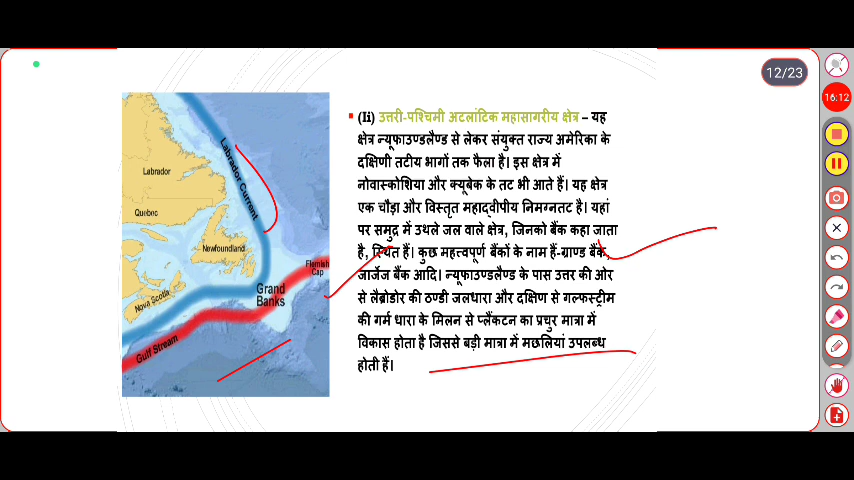 12/23
16:12
Labrador
Labrador Current
Quebec
Newfoundland
Flemish
Cap
Grand
Banks
Nova Scotia
Gulf Stream
(Ii) उत्तरी-पश्चिमी अटलांटिक महासागरीय क्षेत्र – यह
क्षेत्र न्यूफाउण्डलैण्ड से लेकर संयुक्त राज्य अमेरिका के
दक्षिणी तटीय भागों तक फैला है। इस क्षेत्र में
नोवास्कोशिया और क्यूबेक के तट भी आते हैं। यह क्षेत्र
एक चौड़ा और विस्तृत महाद्वीपीय निमग्नतट है। यहां
पर समुद्र में उथले जल वाले क्षेत्र, जिनको बैंक कहा जाता
है, स्थित हैं। कुछ महत्त्वपूर्ण बैंकों के नाम हैं-ग्राण्ड बैंक,
जार्जेज बैंक आदि। न्यूफाउण्डलैण्ड के पास उत्तर की ओर
से लेब्रोडोर की ठण्डी जलधारा और दक्षिण से गल्फस्ट्रीम
की गर्म धारा के मिलन से प्लैंकटन का प्रचुर मात्रा में
विकास होता है जिससे बड़ी मात्रा में मछलियां उपलब्ध
होती हैं।